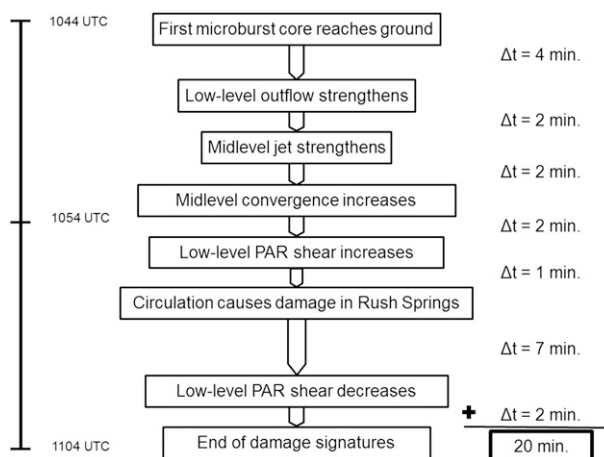 1044 UTC
First microburst core reaches ground
Δt = 4 min.
Low-level outflow strengthens
Δt = 2 min.
Midlevel jet strengthens
Δt = 2 min.
Midlevel convergence increases
1054 UTC
Δt = 2 min.
Low-level PAR shear increases
Δt = 1 min.
Circulation causes damage in Rush Springs
Δt = 7 min.
Low-level PAR shear decreases
+ Δt = 2 min.
1104 UTC
End of damage signatures
20 min.